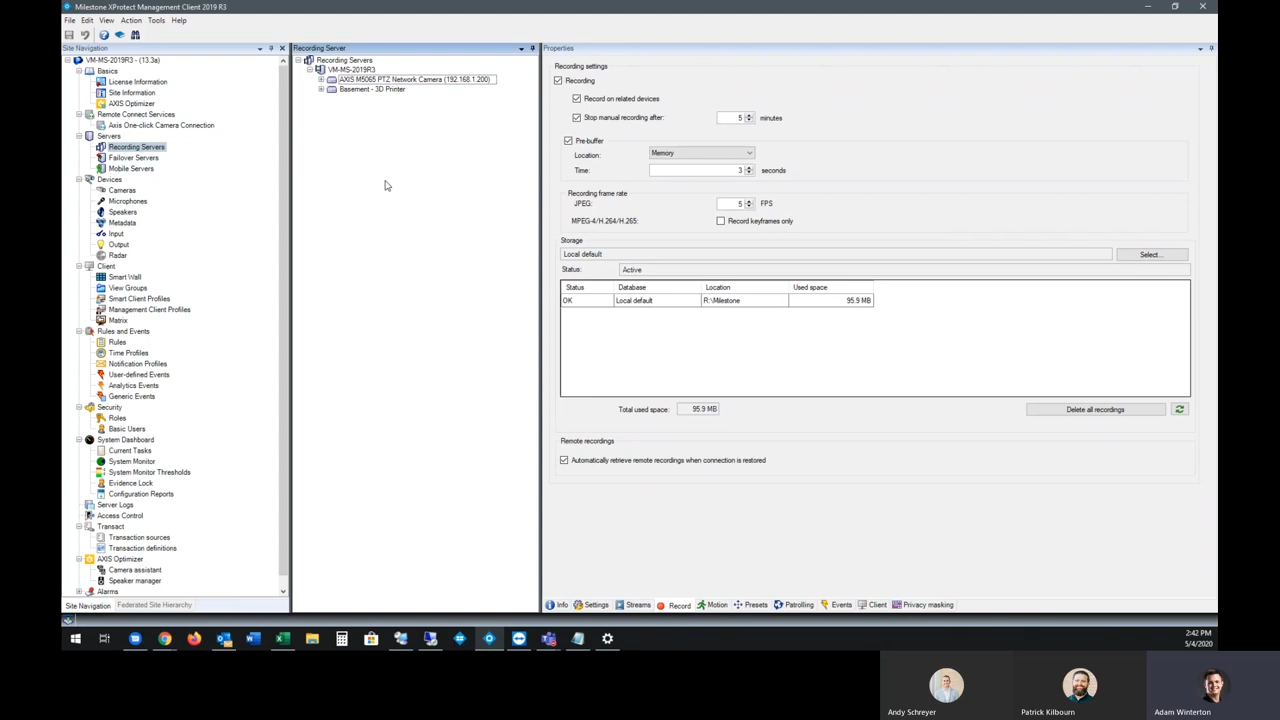 Milestone XProtect Management Client 2019 R3
File Edit View Action Tools Help
Site Navigation
VM-MS-2019R3 - (13.3a)
Basics
License Information
Site Information
AXIS Optimizer
Remote Connect Services
Axis One-click Camera Connection
Servers
Recording Servers
Failover Servers
Mobile Servers
Devices
Cameras
Microphones
Speakers
Metadata
Input
Output
Radar
Client
Smart Wall
View Groups
Smart Client Profiles
Management Client Profiles
Matrix
Rules and Events
Rules
Time Profiles
Notification Profiles
User-defined Events
Analytics Events
Generic Events
Security
Roles
Basic Users
System Dashboard
Current Tasks
System Monitor
System Monitor Thresholds
Evidence Lock
Configuration Reports
Server Logs
Access Control
Transact
Transaction sources
Transaction definitions
AXIS Optimizer
Camera assistant
Speaker manager
Alarms
Site Navigation Federated Site Hierarchy
Recording Server
Recording Servers
VM-MS-2019R3
AXIS M5065 PTZ Network Camera (192.168.1.200)
Basement - 3D Printer
Properties
Recording settings
Recording
Record on related devices
Stop manual recording after: 5 minutes
Pre-buffer
Location: Memory
Time: 3 seconds
Recording frame rate
JPEG: 5 FPS
MPEG-4/H.264/H.265: Record keyframes only
Storage
Local default Select...
Status: Active
Status Database Location Used space
OK Local default R:\Milestone 95.9 MB
Total used space: 95.9 MB Delete all recordings
Remote recordings
Automatically retrieve remote recordings when connection is restored
Info Settings Streams Record Motion Presets Patrolling Events Client Privacy masking
2:42 PM
5/4/2020
Andy Schreyer Patrick Kilbourn Adam Winterton